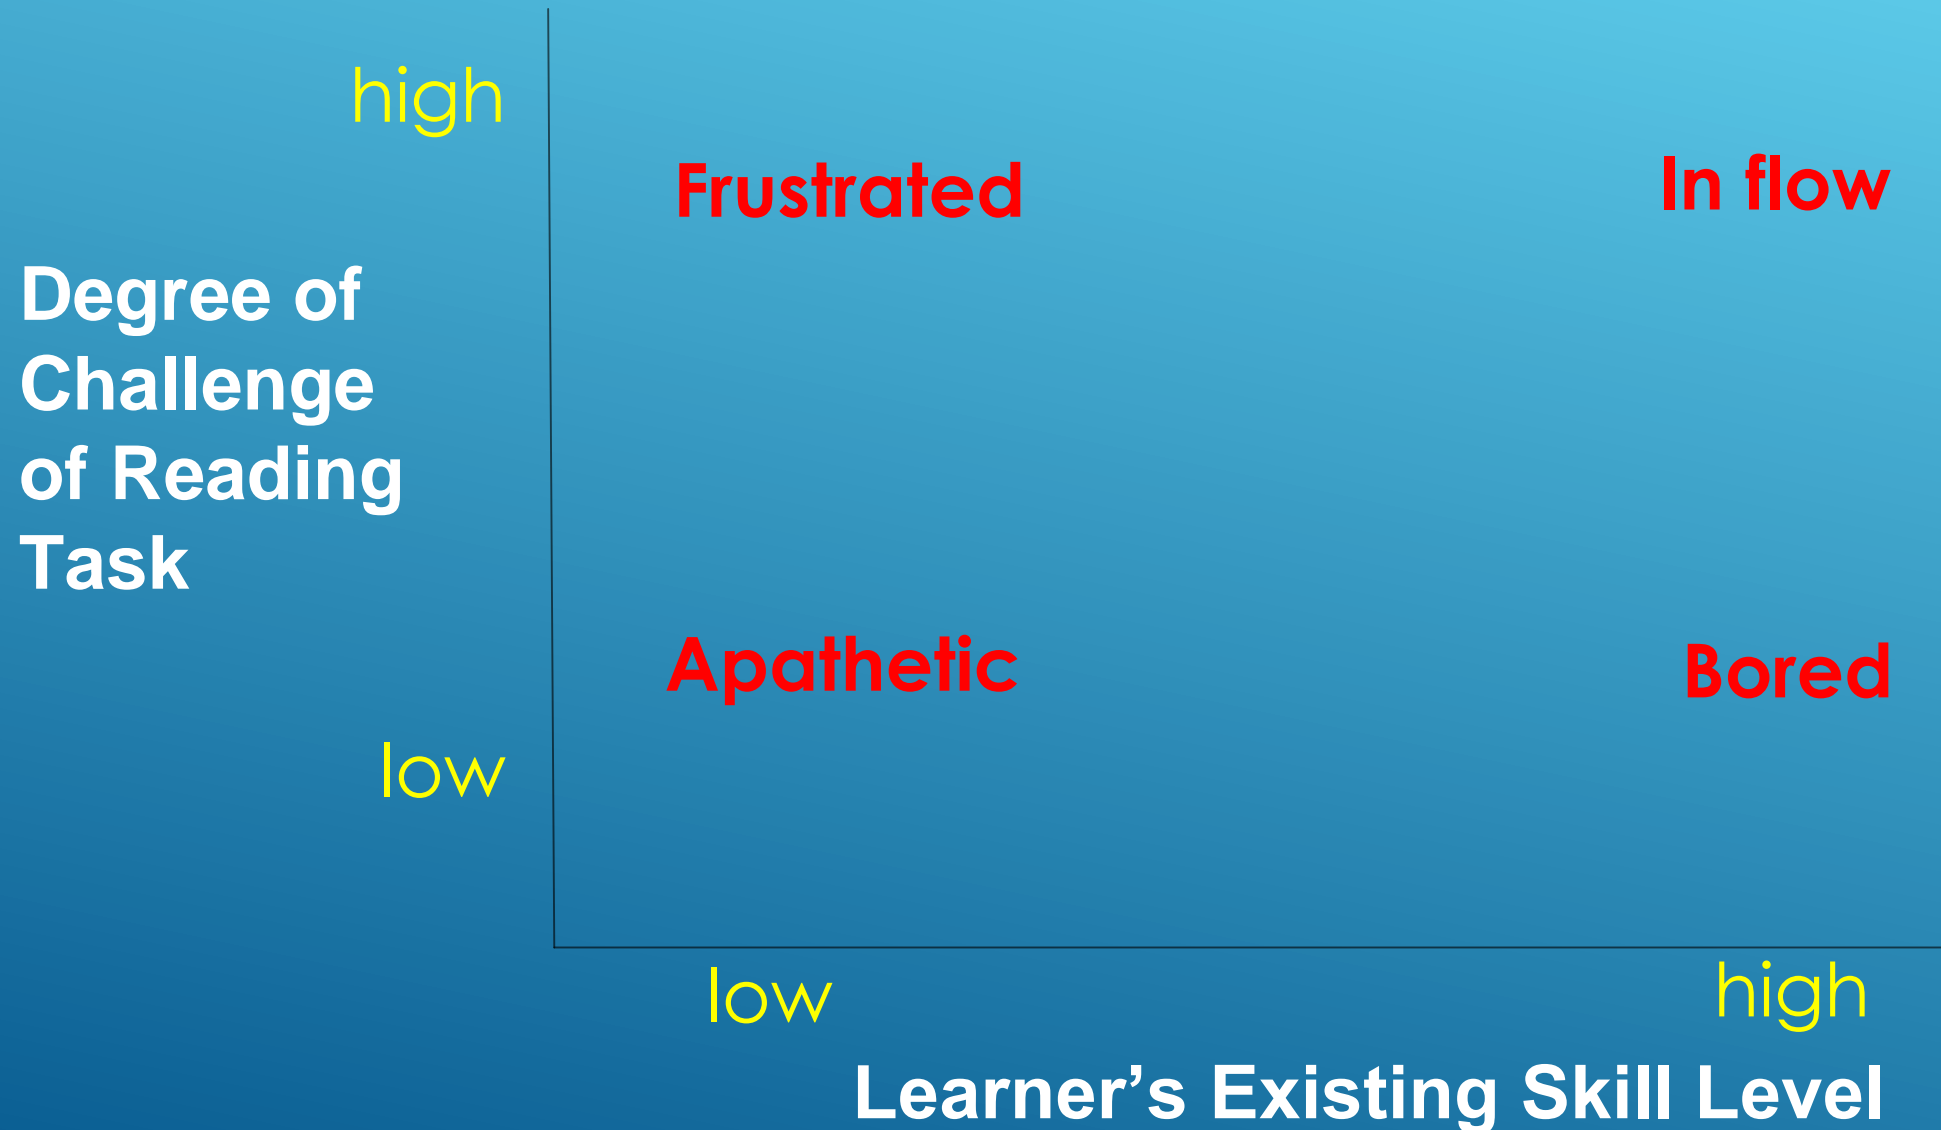 high
Frustrated
In flow
Degree of
Challenge
of Reading
Task
Apathetic
Bored
low
low
high
Learner’s Existing Skill Level